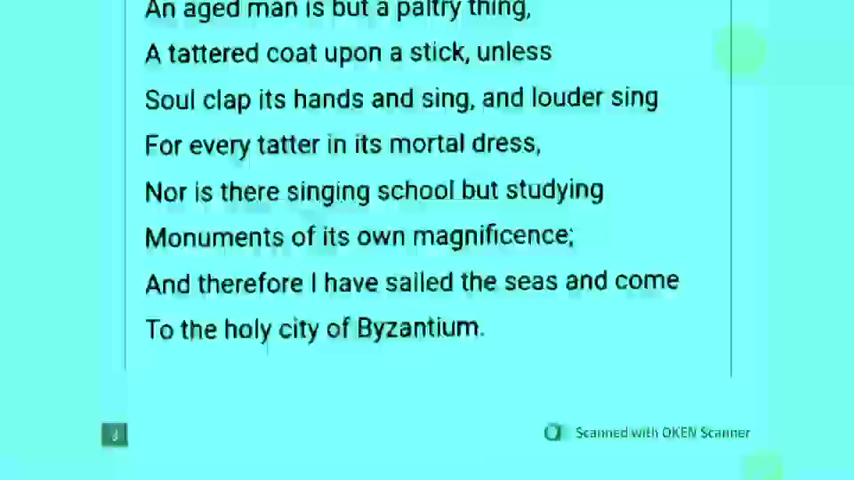 An aged man is but a paltry thing,
A tattered coat upon a stick, unless
Soul clap its hands and sing, and louder sing
For every tatter in its mortal dress,
Nor is there singing school but studying
Monuments of its own magnificence;
And therefore I have sailed the seas and come
To the holy city of Byzantium.
3
Scanned with OKEN Scanner